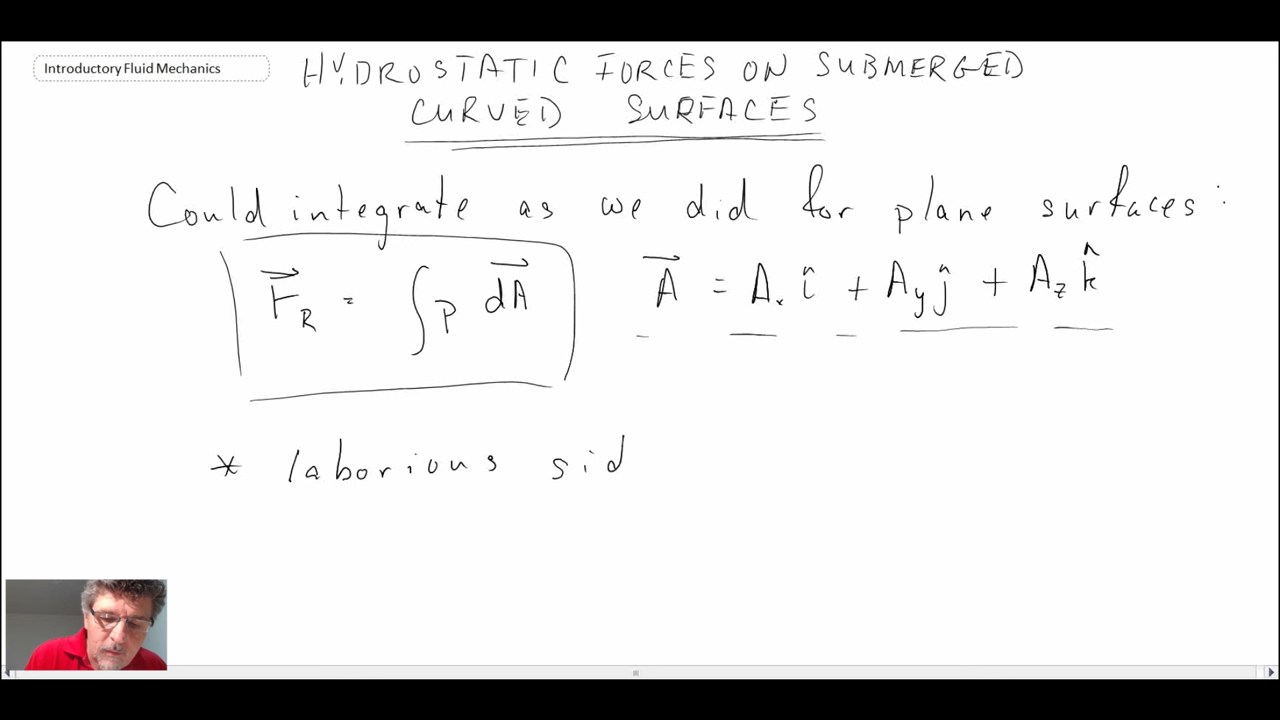 Introductory Fluid Mechanics
HYDROSTATIC FORCES ON SUBMERGED
CURVED SURFACES
Could integrate as we did for plane surfaces:
F⃗_R = ∫ p dA⃗
A⃗ = A_x î + A_y ĵ + A_z k̂
* laborious sid